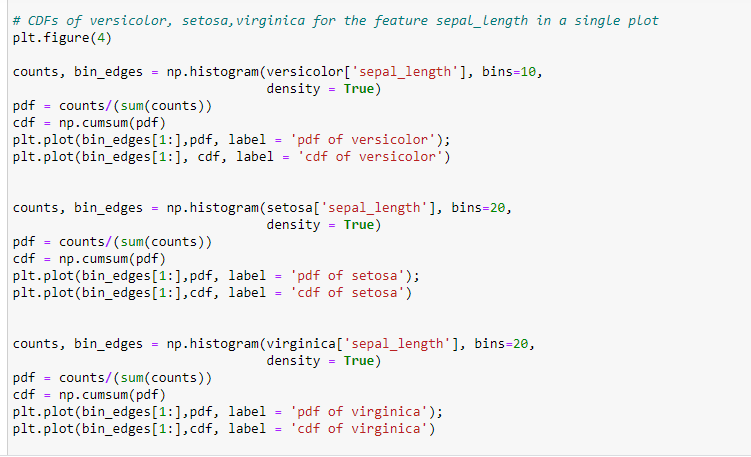 # CDFs of versicolor, setosa,virginica for the feature sepal_length in a single plot
plt.figure(4)
counts, bin_edges = np.histogram(versicolor['sepal_length'], bins=10,
density = True)
pdf = counts/(sum(counts))
cdf = np.cumsum(pdf)
plt.plot(bin_edges[1:],pdf, label = 'pdf of versicolor');
plt.plot(bin_edges[1:], cdf, label = 'cdf of versicolor')
counts, bin_edges = np.histogram(setosa['sepal_length'], bins=20,
density = True)
pdf = counts/(sum(counts))
cdf = np.cumsum(pdf)
plt.plot(bin_edges[1:],pdf, label = 'pdf of setosa');
plt.plot(bin_edges[1:],cdf, label = 'cdf of setosa')
counts, bin_edges = np.histogram(virginica['sepal_length'], bins=20,
density = True)
pdf = counts/(sum(counts))
cdf = np.cumsum(pdf)
plt.plot(bin_edges[1:],pdf, label = 'pdf of virginica');
plt.plot(bin_edges[1:],cdf, label = 'cdf of virginica')